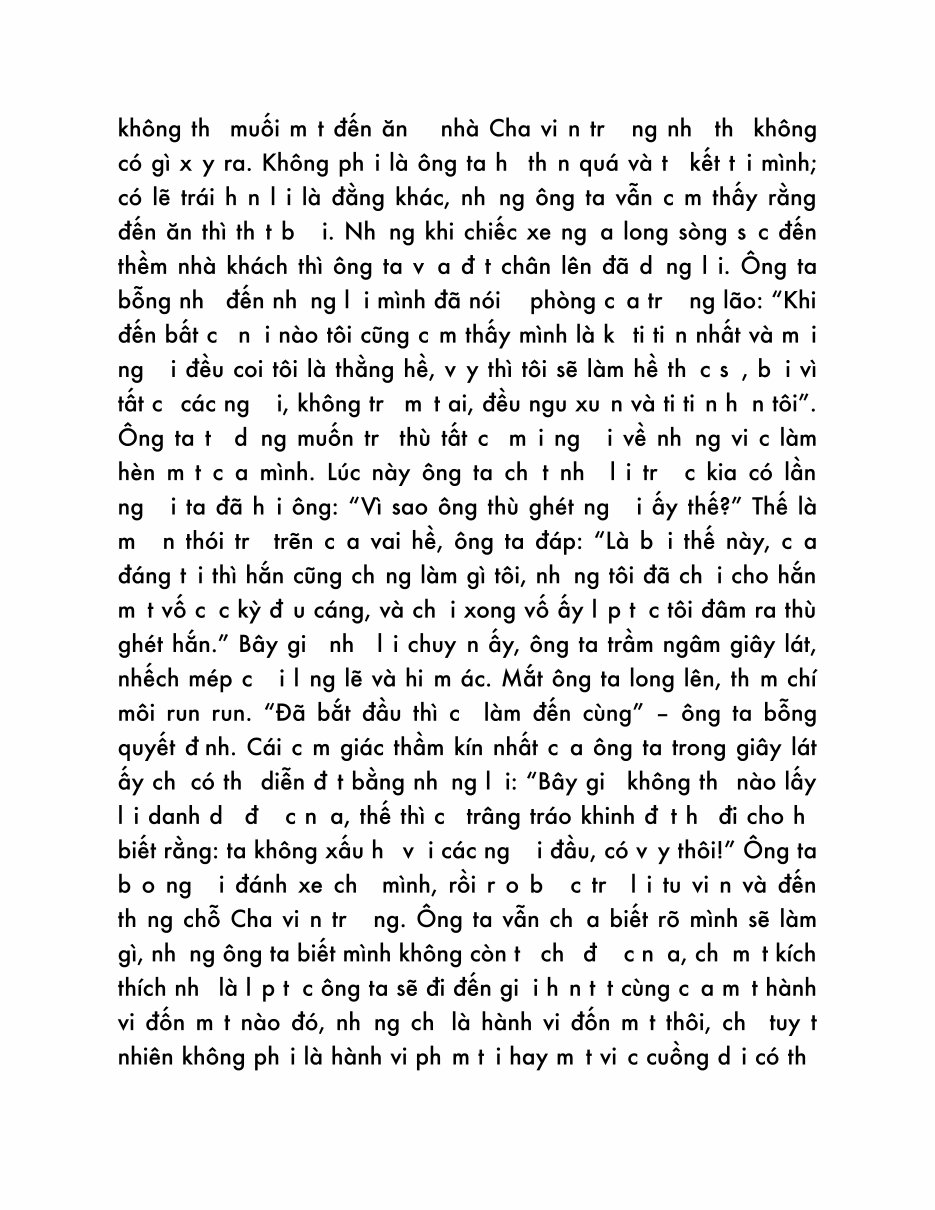 không th muối m t đến ăn nhà Cha vi n tr ng nh th không
có gì x y ra. Không ph i là ông ta h th n quá và t kết t i mình;
có lẽ trái h n l i là đằng khác, nh ng ông ta vẫn c m thấy rằng
đến ăn thì th t b i. Nh ng khi chiếc xe ng a long sòng s c đến
thềm nhà khách thì ông ta v a đ t chân lên đã d ng l i. Ông ta
bỗng nh đến nh ng l i mình đã nói phòng c a tr ng lão: “Khi
đến bất c n i nào tôi cũng c m thấy mình là k ti ti n nhất và m i
ng i đều coi tôi là thằng hề, v y thì tôi sẽ làm hề th c s , b i vì
tất c các ng i, không tr m t ai, đều ngu xu n và ti ti n h n tôi”.
Ông ta t d ng muốn tr thù tất c m i ng i về nh ng vi c làm
hèn m t c a mình. Lúc này ông ta ch t nh l i tr c kia có lần
ng i ta đã h i ông: “Vì sao ông thù ghét ng i ấy thế?” Thế là
m n thói tr trẽn c a vai hề, ông ta đáp: “Là b i thế này, c a
đáng t i thì hắn cũng ch ng làm gì tôi, nh ng tôi đã ch i cho hắn
m t vố c c kỳ đ u cáng, và ch i xong vố ấy l p t c tôi đâm ra thù
ghét hắn.” Bây gi nh l i chuy n ấy, ông ta trầm ngâm giây lát,
nhếch mép c i l ng lẽ và hi m ác. Mắt ông ta long lên, th m chí
môi run run. “Đã bắt đầu thì c làm đến cùng” – ông ta bỗng
quyết đ nh. Cái c m giác thầm kín nhất c a ông ta trong giây lát
ấy ch có th diễn đ t bằng nh ng l i: “Bây gi không th nào lấy
l i danh d đ c n a, thế thì c trâng tráo khinh đ t h đi cho h
biết rằng: ta không xấu h v i các ng i đầu, có v y thôi!” Ông ta
b o ng i đánh xe ch mình, rồi r o b c tr l i tu vi n và đến
th ng chỗ Cha vi n tr ng. Ông ta vẫn ch a biết rõ mình sẽ làm
gì, nh ng ông ta biết mình không còn t ch đ c n a, ch m t kích
thích nh là l p t c ông ta sẽ đi đến gi i h n t t cùng c a m t hành
vi đốn m t nào đó, nh ng ch là hành vi đốn m t thôi, ch tuy t
nhiên không ph i là hành vi ph m t i hay m t vi c cuồng d i có th